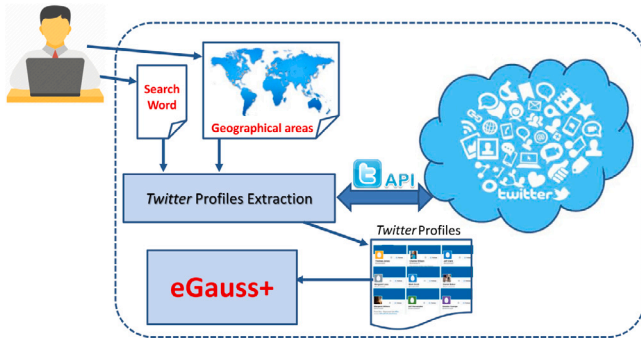 Search
Word
Geographical areas
Twitter Profiles Extraction
API
twitter
Twitter Profiles
eGauss+